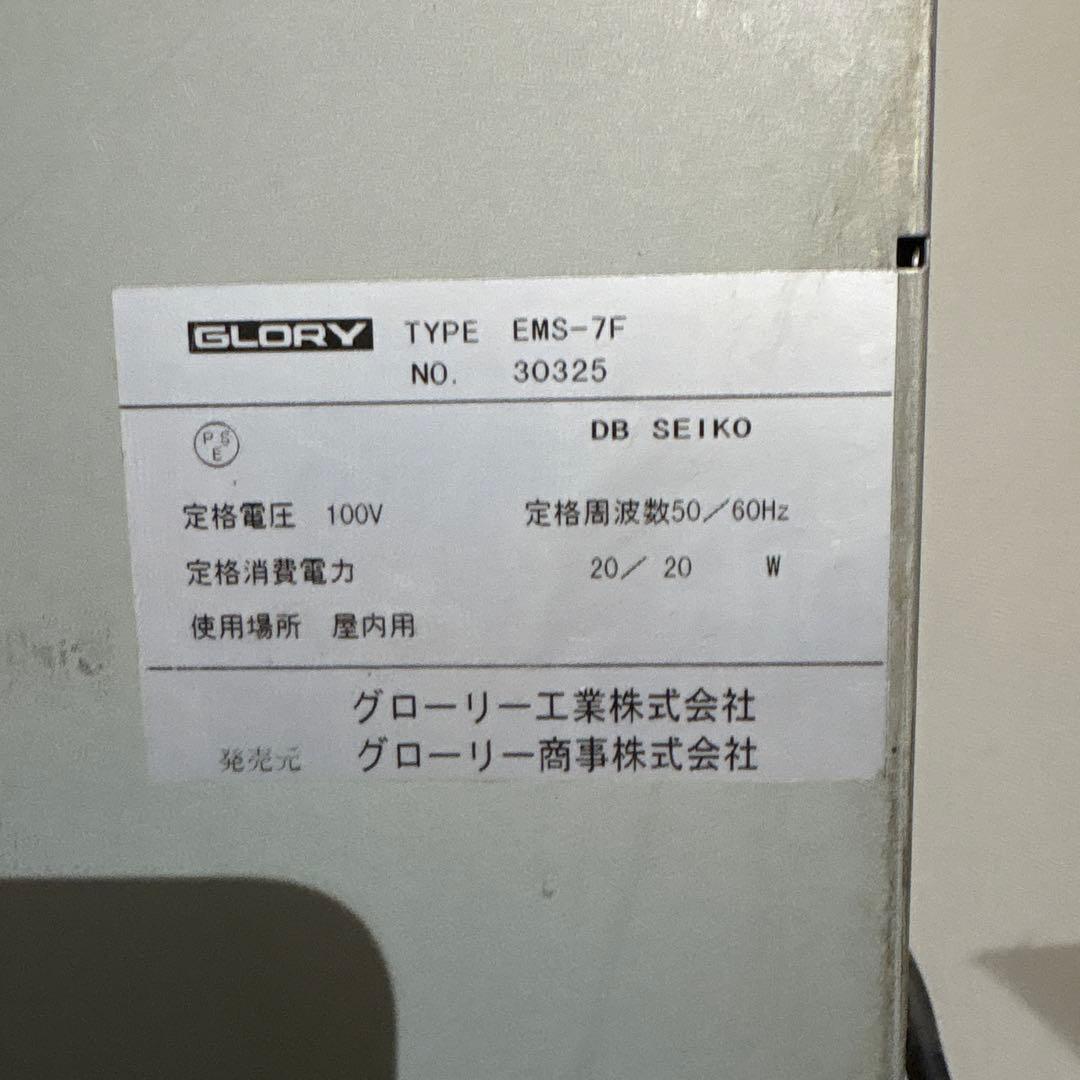 GLORY TYPE EMS-7F
NO. 30325
PSE
DB SEIKO
定格電圧 100V 定格周波数50/60Hz
定格消費電力 20/ 20 W
使用場所 屋内用
グローリー工業株式会社
発売元 グローリー商事株式会社